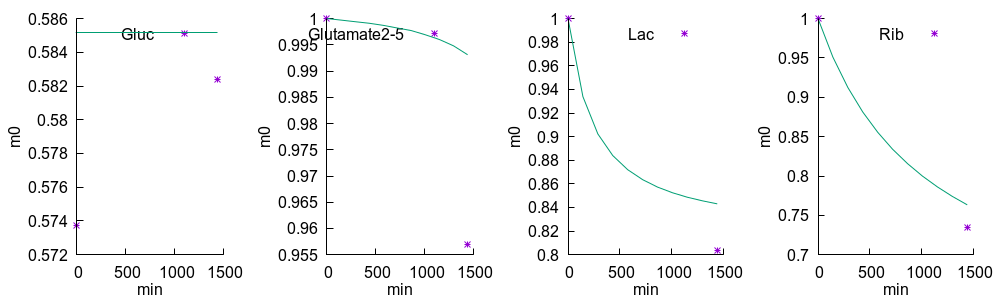 0.586
0.584
0.582
0.58
0.578
0.576
0.574
0.572
0 500 1000 1500
min
m0
Gluc
1
0.995
0.99
0.985
0.98
0.975
0.97
0.965
0.96
0.955
0 500 1000 1500
min
m0
Glutamate2-5
1
0.98
0.96
0.94
0.92
0.9
0.88
0.86
0.84
0.82
0.8
0 500 1000 1500
min
m0
Lac
1
0.95
0.9
0.85
0.8
0.75
0.7
0 500 1000 1500
min
m0
Rib